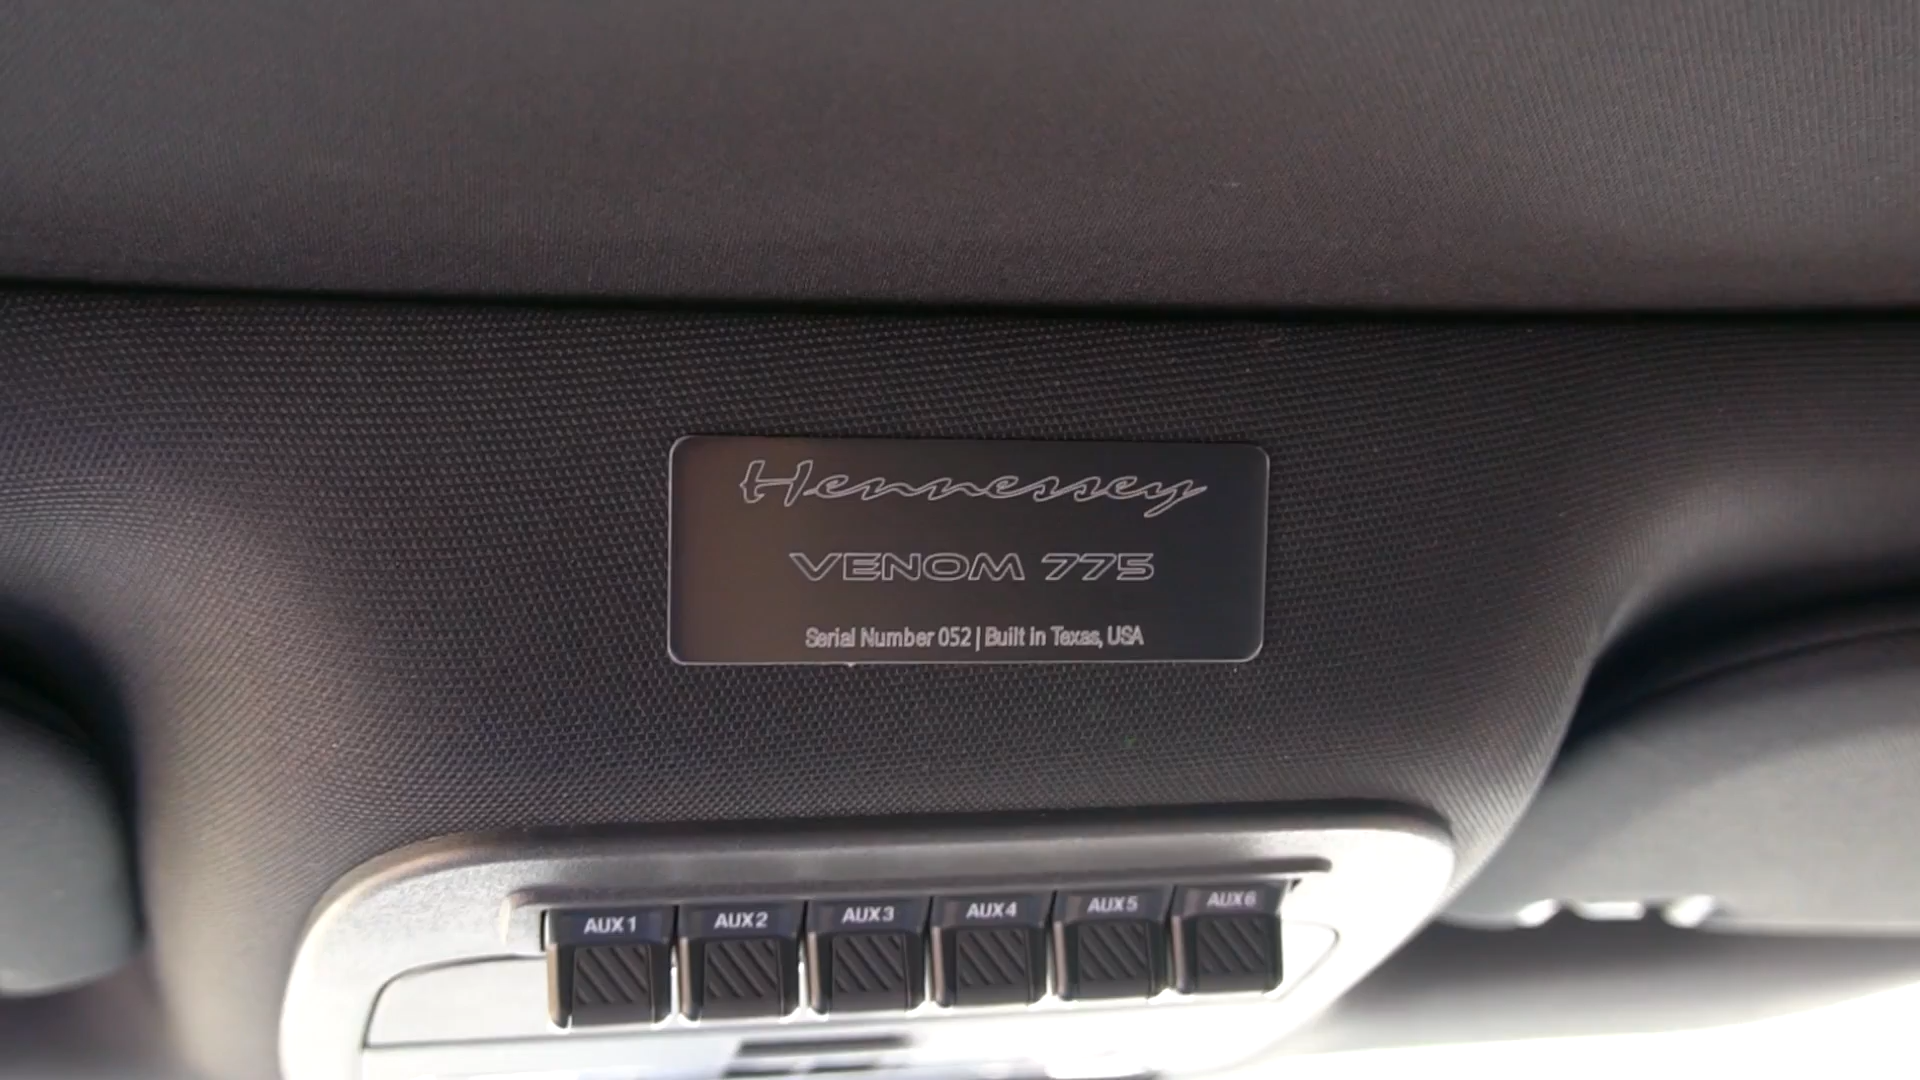 Hennessey
VENOM 775
Serial Number 052 | Built in Texas, USA
AUX1 AUX2 AUX3 AUX4 AUX5 AUX6